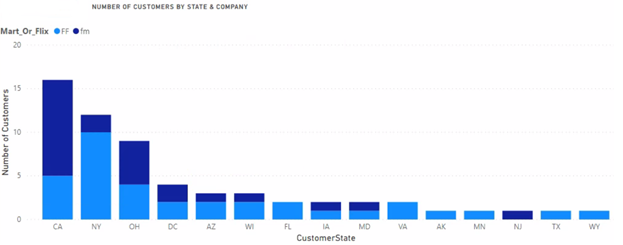 NUMBER OF CUSTOMERS BY STATE & COMPANY
Mart_Or_Flix FF fm
20
15
10
5
0
Number of Customers
CA NY OH DC AZ WI FL IA MD VA AK MN NJ TX WY
CustomerState